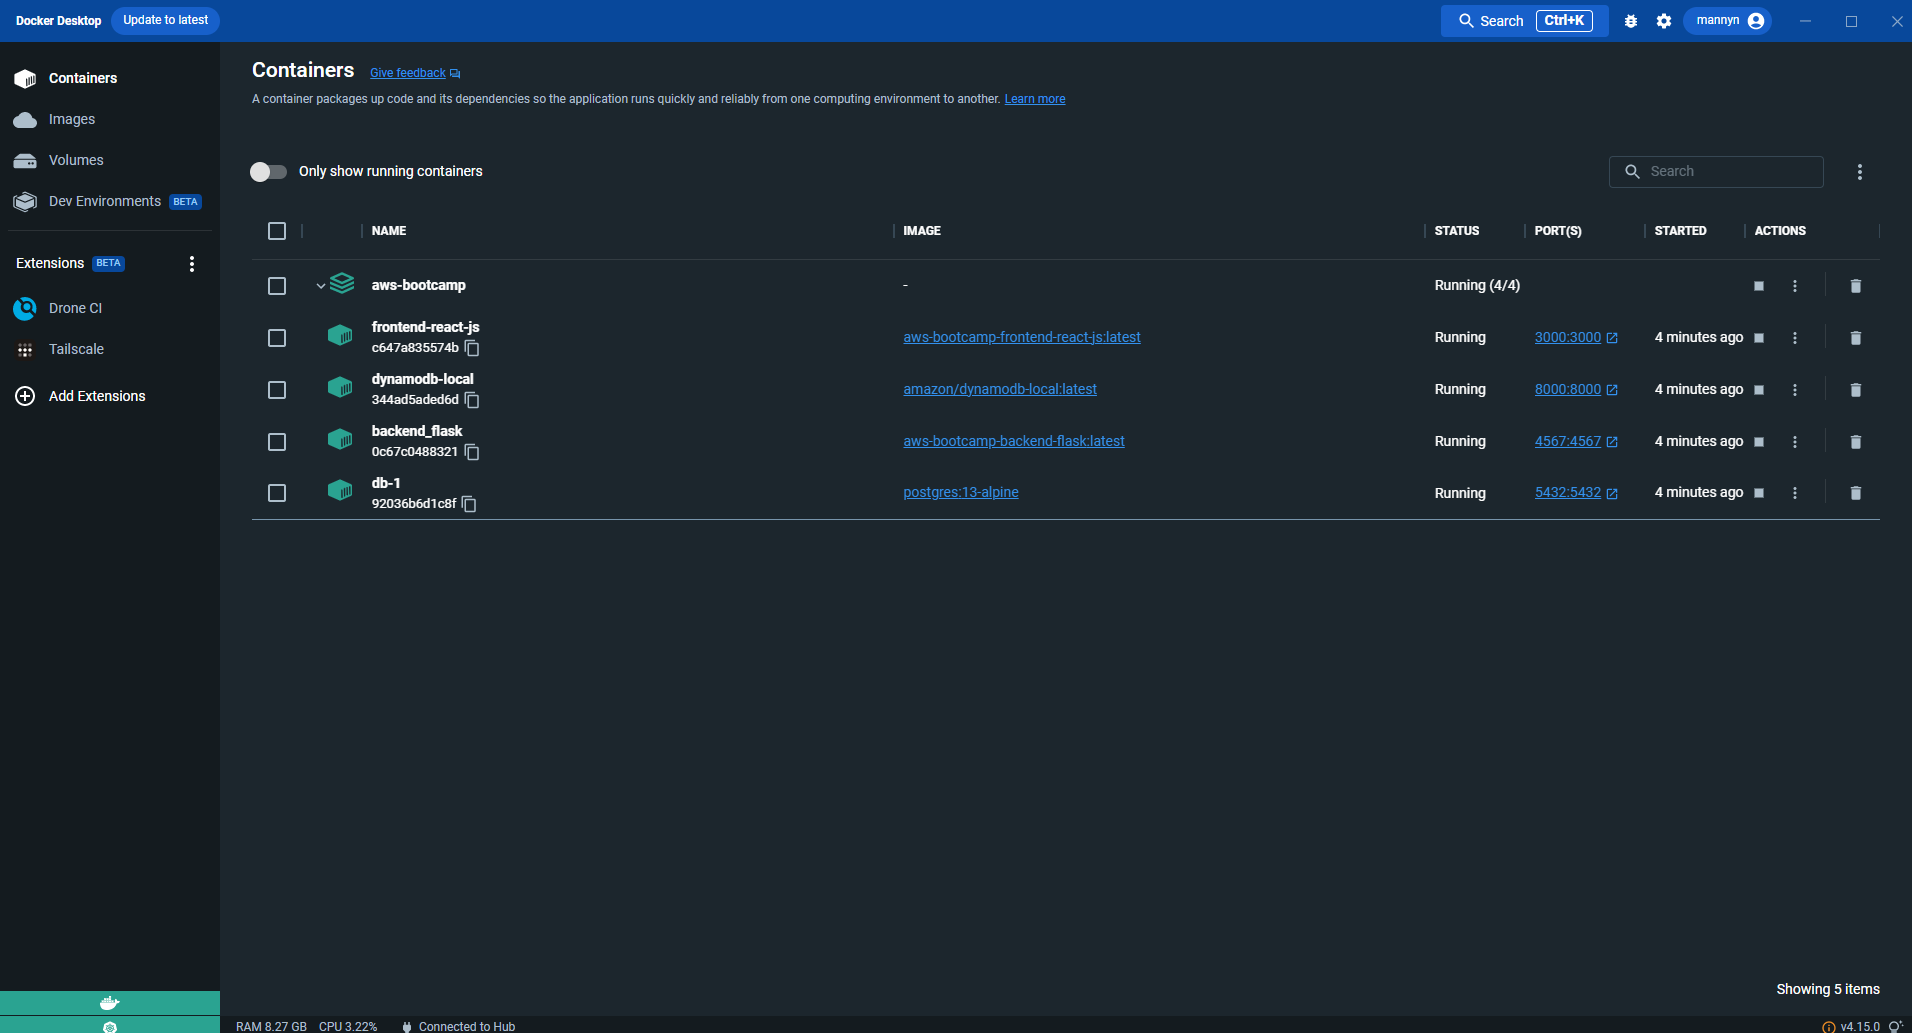 Docker Desktop Update to latest Search Ctrl+K mannyn
Containers
Images
Volumes
Dev Environments BETA
Extensions BETA
Drone CI
Tailscale
Add Extensions
Containers Give feedback
A container packages up code and its dependencies so the application runs quickly and reliably from one computing environment to another. Learn more
Only show running containers Search
NAME IMAGE STATUS PORT(S) STARTED ACTIONS
aws-bootcamp - Running (4/4)
frontend-react-js
c647a835574b aws-bootcamp-frontend-react-js:latest Running 3000:3000 4 minutes ago
dynamodb-local
344ad5aded6d amazon/dynamodb-local:latest Running 8000:8000 4 minutes ago
backend_flask
0c67c0488321 aws-bootcamp-backend-flask:latest Running 4567:4567 4 minutes ago
db-1
92036b6d1c8f postgres:13-alpine Running 5432:5432 4 minutes ago
Showing 5 items
RAM 8.27 GB CPU 3.22% Connected to Hub v4.15.0